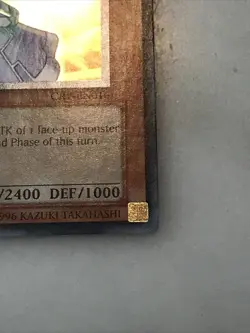 TK of 1 face-up monster
d Phase of this turn.
/2400 DEF/1000
996 KAZUKI TAKAHASHI